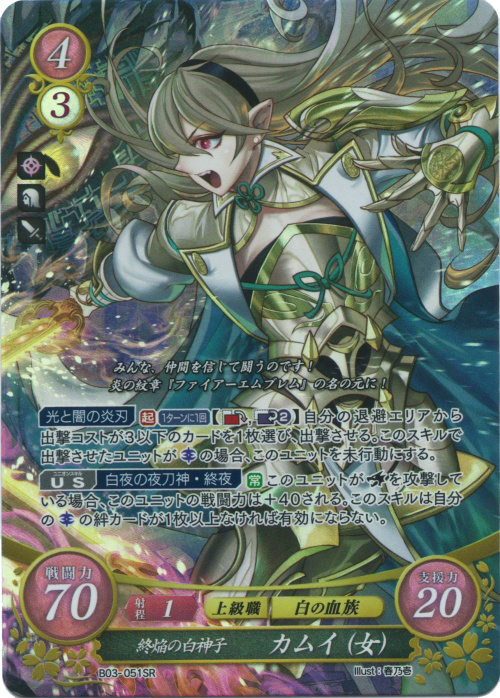 4
3
みんな、仲間を信じて闘うのです!
炎の紋章『ファイアーエムブレム』の名の元に!
光と闇の炎刃 起 1ターンに1回 自分の退避エリアから
出撃コストが3以下のカードを1枚選び、出撃させる。このスキルで
出撃させたユニットが の場合、このユニットを未行動にする。
ユニオンスキル
US 白夜の夜刀神・終夜 常 このユニットが を攻撃して
いる場合、このユニットの戦闘力は+40される。このスキルは自分
の の絆カードが1枚以上なければ有効にならない。
戦闘力
70
射程 1
上級職
白の血族
支援力
20
終焔の白神子 カムイ(女)
B03-051SR
Illust:春乃壱